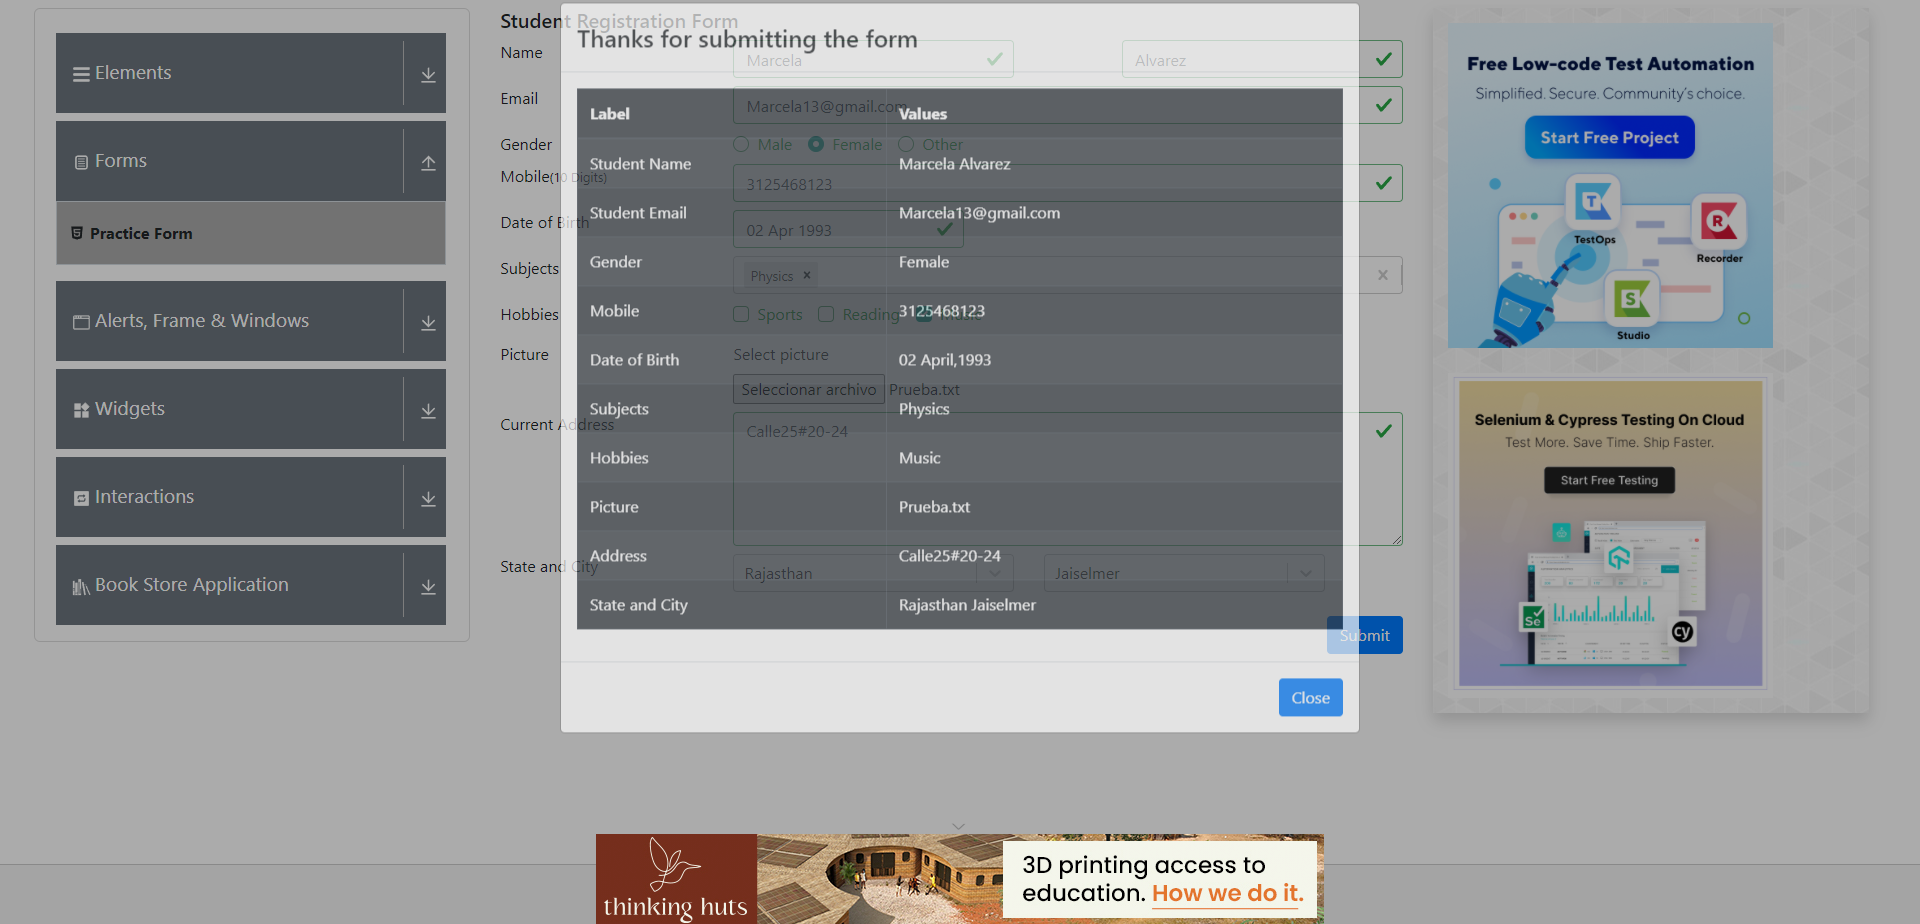 Elements
Forms
Practice Form
Alerts, Frame & Windows
Widgets
Interactions
Book Store Application
Student Registration Form
Name
Marcela
Alvarez
Email
Marcela13@gmail.com
Gender
Male
Female
Other
Mobile(10 Digits)
3125468123
Date of Birth
02 Apr 1993
Subjects
Physics
Hobbies
Sports
Reading
Picture
Select picture
Seleccionar archivo Prueba.txt
Current Address
Calle25#20-24
State and City
Rajasthan
Jaiselmer
Submit
Thanks for submitting the form
Label Values
Student Name Marcela Alvarez
Student Email Marcela13@gmail.com
Gender Female
Mobile 3125468123
Date of Birth 02 April,1993
Subjects Physics
Hobbies Music
Picture Prueba.txt
Address Calle25#20-24
State and City Rajasthan Jaiselmer
Close
Free Low-code Test Automation
Simplified. Secure. Community's choice.
Start Free Project
T
TestOps
R
Recorder
S
Studio
Selenium & Cypress Testing On Cloud
Test More. Save Time. Ship Faster.
Start Free Testing
Se
cy
thinking huts
3D printing access to
education. How we do it.